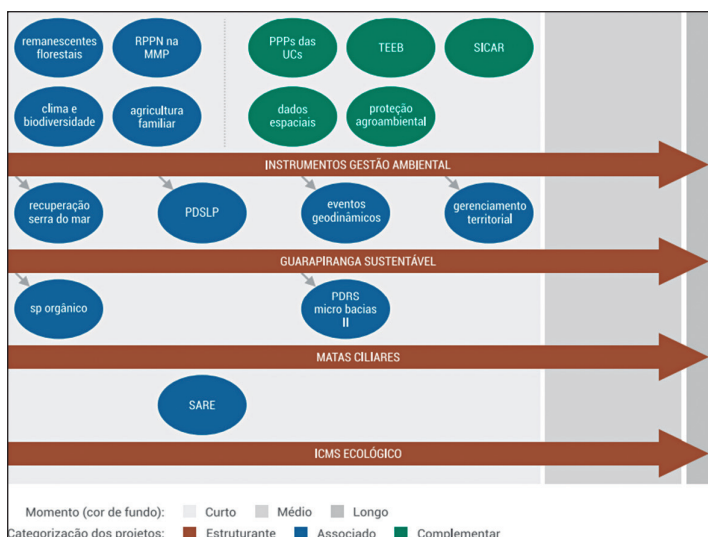 remanescentes
florestais
RPPN na
MMP
PPPs das
UCs
TEEB
SICAR
clima e
biodiversidade
agricultura
familiar
dados
espaciais
proteção
agroambiental
INSTRUMENTOS GESTÃO AMBIENTAL
recuperação
serra do mar
PDSLP
eventos
geodinâmicos
gerenciamento
territorial
GUARAPIRANGA SUSTENTÁVEL
sp orgânico
PDRS
micro bacias
II
MATAS CÍLIARES
SARE
ICMS ECOLÓGICO
Momento (cor de fundo): Curto Médio Longo
Categorização dos projetos: Estruturante Associado Complementar